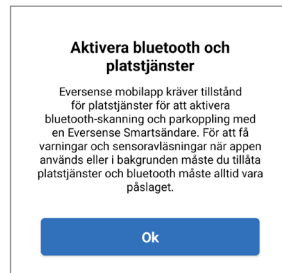 Aktivera bluetooth och
platstjänster
Eversense mobilapp kräver tillstånd
för platstjänster för att aktivera
bluetooth-skanning och parkoppling med
en Eversense Smartsändare. För att få
varningar och sensoravläsningar när appen
används eller i bakgrunden måste du tillåta
platstjänster och bluetooth måste alltid vara
påslaget.
Ok